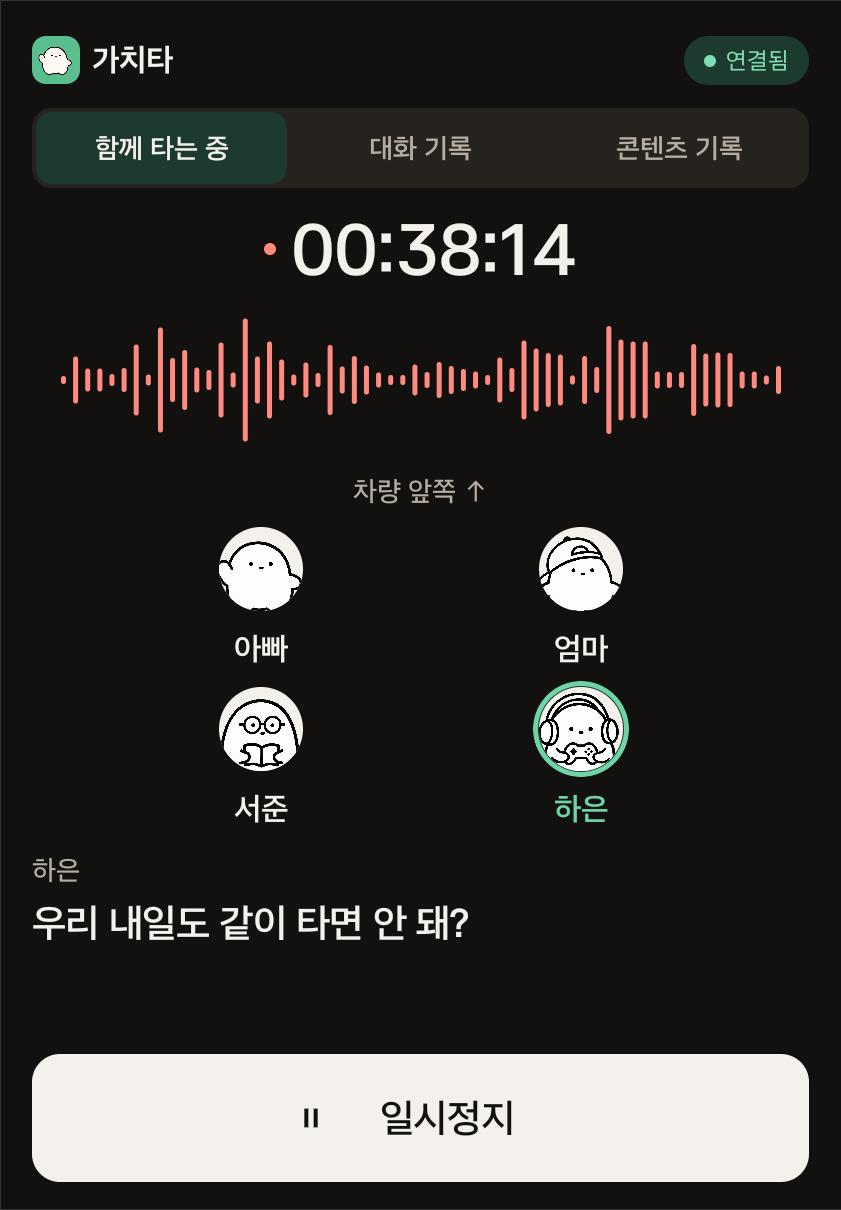 가치타
연결됨
함께 타는 중
대화 기록
콘텐츠 기록
00:38:14
차량 앞쪽 ↑
아빠
엄마
서준
하은
하은
우리 내일도 같이 타면 안 돼?
일시정지